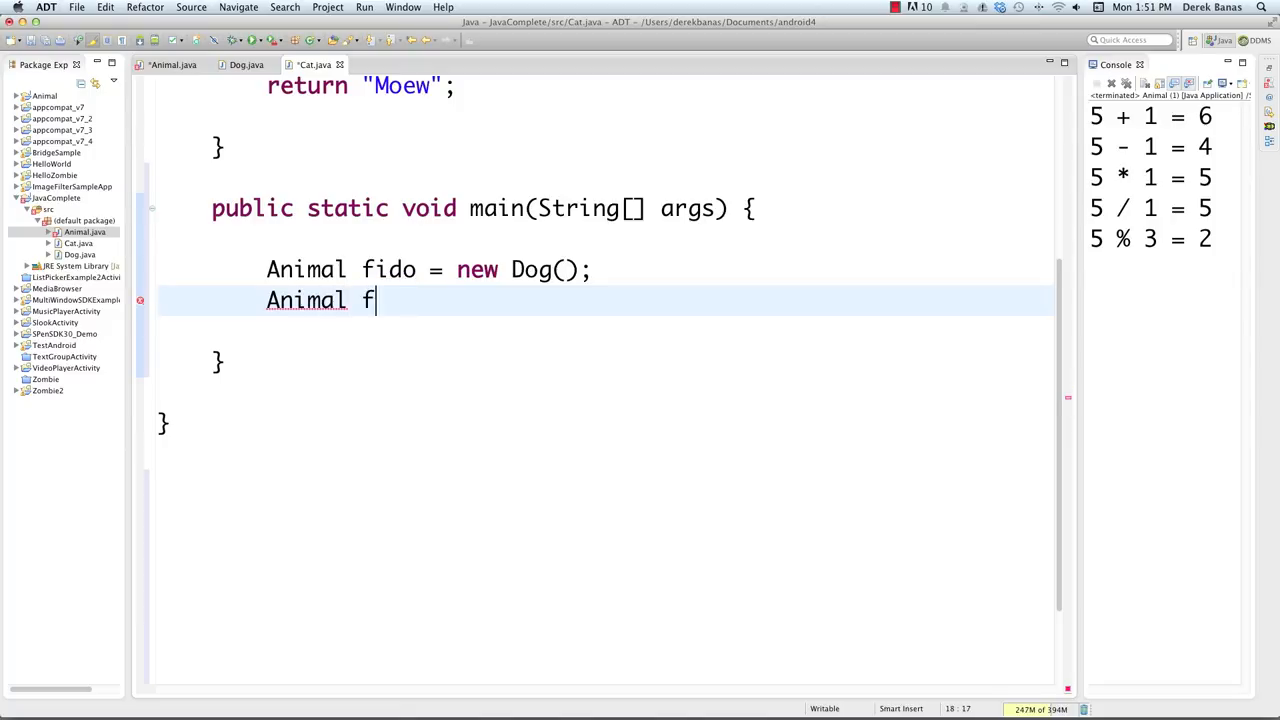 ADT File Edit Refactor Source Navigate Search Project Run Window Help 10 Mon 1:51 PM Derek Banas
Java - JavaComplete/src/Cat.java - ADT - /Users/derekbanas/Documents/android4
Quick Access Java DDMS
Package Exp
*Animal.java Dog.java *Cat.java
Console
Animal
appcompat_v7
appcompat_v7_2
appcompat_v7_3
appcompat_v7_4
BridgeSample
HelloWorld
HelloZombie
ImageFilterSampleApp
JavaComplete
src
(default package)
Animal.java
Cat.java
Dog.java
JRE System Library [Ja
ListPickerExample2Activi
MediaBrowser
MultiWindowSDKExample
MusicPlayerActivity
SlookActivity
SPenSDK30_Demo
TestAndroid
TextGroupActivity
VideoPlayerActivity
Zombie
Zombie2
return "Moew";
}
public static void main(String[] args) {
Animal fido = new Dog();
Animal f
}
}
<terminated> Animal (1) [Java Application] /S
5 + 1 = 6
5 - 1 = 4
5 * 1 = 5
5 / 1 = 5
5 % 3 = 2
Writable Smart Insert 18 : 17 247M of 394M